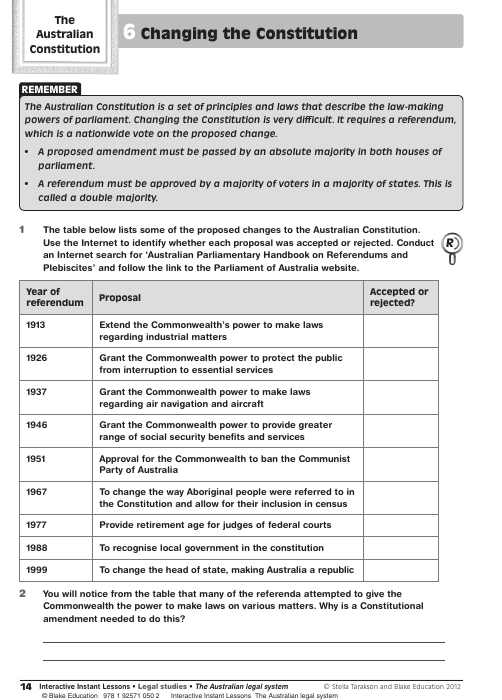 The
Australian
Constitution
6 Changing the Constitution
REMEMBER
The Australian Constitution is a set of principles and laws that describe the law-making
powers of parliament. Changing the Constitution is very difficult. It requires a referendum,
which is a nationwide vote on the proposed change.
• A proposed amendment must be passed by an absolute majority in both houses of
parliament.
• A referendum must be approved by a majority of voters in a majority of states. This is
called a double majority.
1 The table below lists some of the proposed changes to the Australian Constitution.
Use the Internet to identify whether each proposal was accepted or rejected. Conduct
an Internet search for 'Australian Parliamentary Handbook on Referendums and
Plebiscites' and follow the link to the Parliament of Australia website.
R
Year of
referendum
Proposal
Accepted or
rejected?
1913
Extend the Commonwealth's power to make laws
regarding industrial matters
1926
Grant the Commonwealth power to protect the public
from interruption to essential services
1937
Grant the Commonwealth power to make laws
regarding air navigation and aircraft
1946
Grant the Commonwealth power to provide greater
range of social security benefits and services
1951
Approval for the Commonwealth to ban the Communist
Party of Australia
1967
To change the way Aboriginal people were referred to in
the Constitution and allow for their inclusion in census
1977
Provide retirement age for judges of federal courts
1988
To recognise local government in the constitution
1999
To change the head of state, making Australia a republic
2 You will notice from the table that many of the referenda attempted to give the
Commonwealth the power to make laws on various matters. Why is a Constitutional
amendment needed to do this?
14 Interactive Instant Lessons • Legal studies • The Australian legal system © Stella Tarakson and Blake Education 2012
© Blake Education 978 1 92571 050 2 Interactive Instant Lessons The Australian legal system